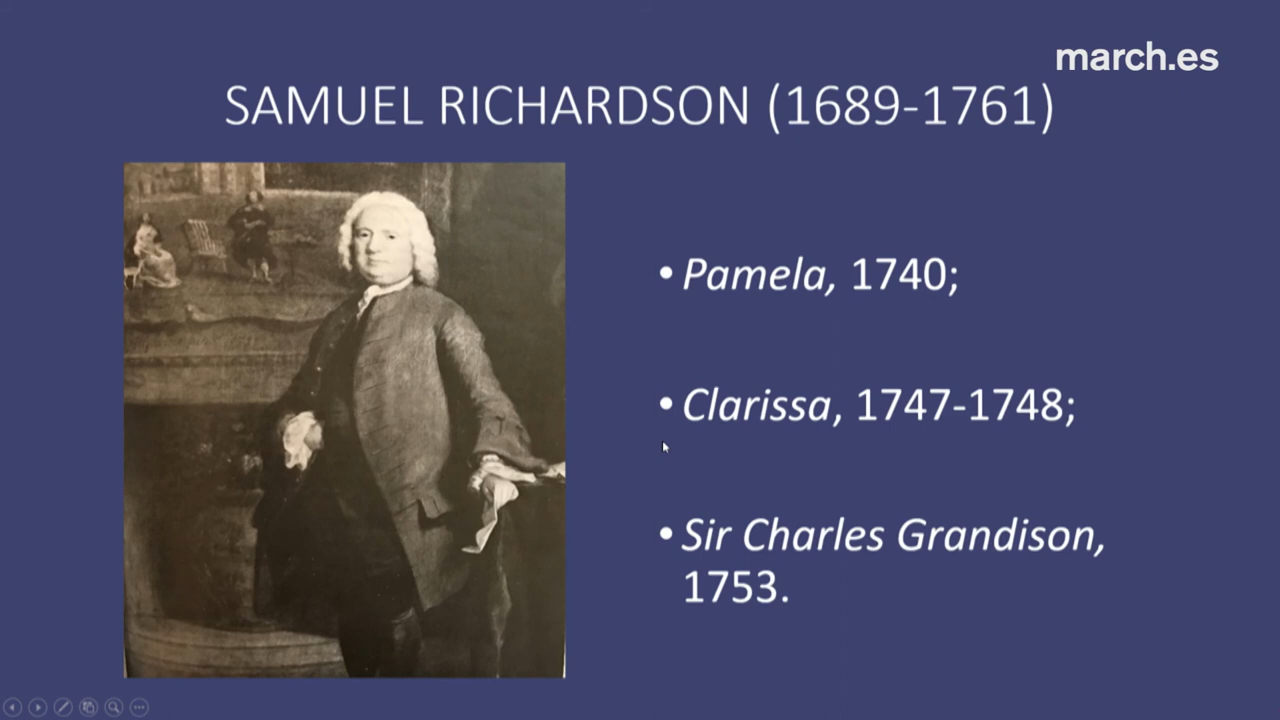 march.es
SAMUEL RICHARDSON (1689-1761)
• Pamela, 1740;
• Clarissa, 1747-1748;
• Sir Charles Grandison,
1753.